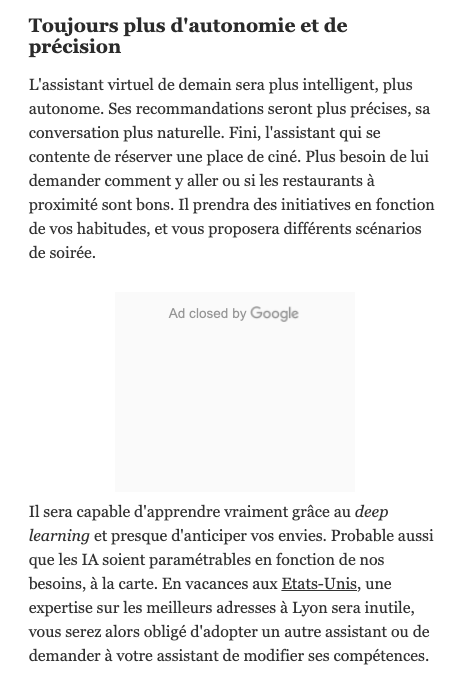 Toujours plus d'autonomie et de
précision
L'assistant virtuel de demain sera plus intelligent, plus
autonome. Ses recommandations seront plus précises, sa
conversation plus naturelle. Fini, l'assistant qui se
contente de réserver une place de ciné. Plus besoin de lui
demander comment y aller ou si les restaurants à
proximité sont bons. Il prendra des initiatives en fonction
de vos habitudes, et vous proposera différents scénarios
de soirée.
Ad closed by Google
Il sera capable d'apprendre vraiment grâce au deep
learning et presque d'anticiper vos envies. Probable aussi
que les IA soient paramétrables en fonction de nos
besoins, à la carte. En vacances aux Etats-Unis, une
expertise sur les meilleurs adresses à Lyon sera inutile,
vous serez alors obligé d'adopter un autre assistant ou de
demander à votre assistant de modifier ses compétences.